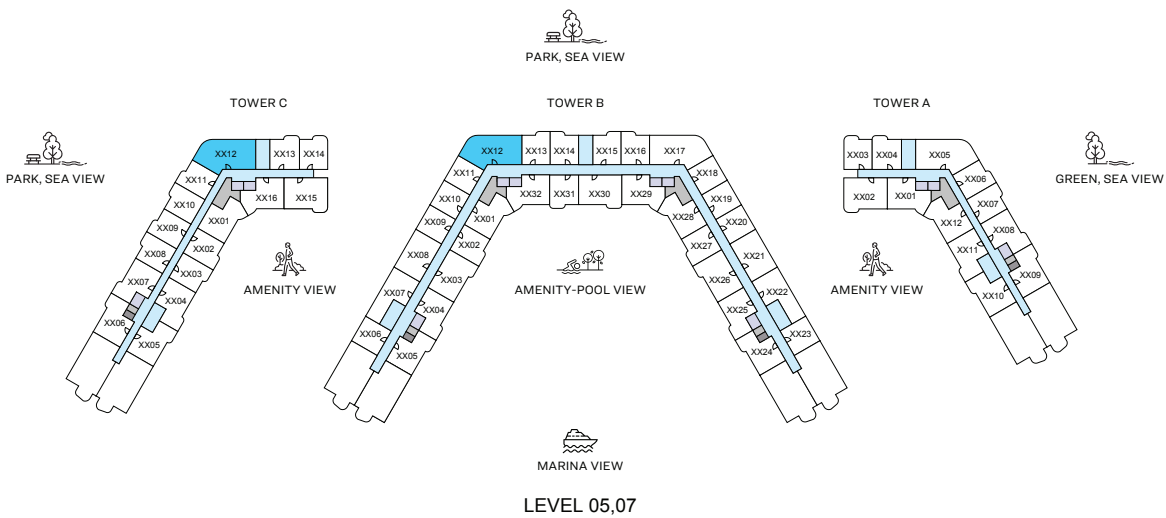 PARK, SEA VIEW
TOWER C
TOWER B
TOWER A
PARK, SEA VIEW
GREEN, SEA VIEW
XX12
XX13
XX14
XX11
XX10
XX09
XX08
XX07
XX06
XX01
XX02
XX03
XX04
XX05
XX16
XX15
XX12
XX13
XX14
XX15
XX16
XX17
XX11
XX10
XX09
XX08
XX07
XX06
XX01
XX02
XX03
XX04
XX05
XX32
XX31
XX30
XX29
XX18
XX19
XX20
XX21
XX22
XX23
XX28
XX27
XX26
XX25
XX24
XX03
XX04
XX05
XX02
XX01
XX06
XX07
XX08
XX09
XX12
XX11
XX10
AMENITY VIEW
AMENITY-POOL VIEW
AMENITY VIEW
MARINA VIEW
LEVEL 05,07